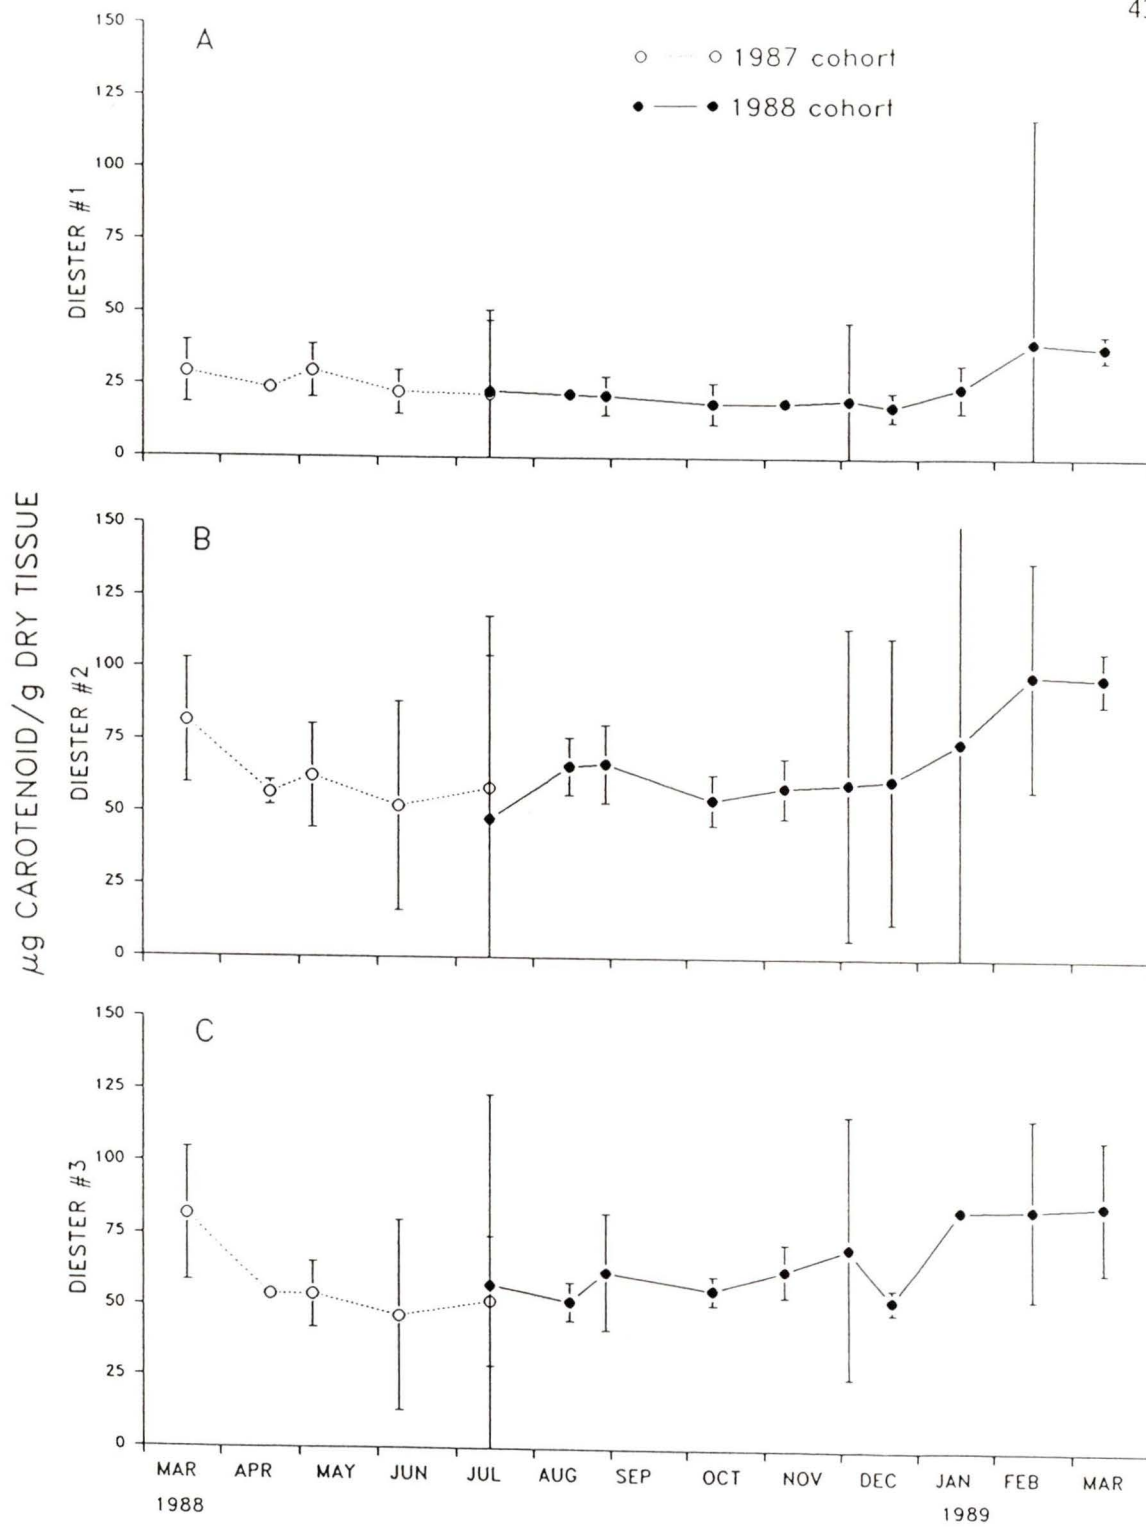 4
A
1987 cohort
1988 cohort
150
125
100
75
50
25
0
DIESTER #1
B
150
125
100
75
50
25
0
DIESTER #2
µg CAROTENOID/g DRY TISSUE
C
150
125
100
75
50
25
0
DIESTER #3
MAR APR MAY JUN JUL AUG SEP OCT NOV DEC JAN FEB MAR
1988 1989